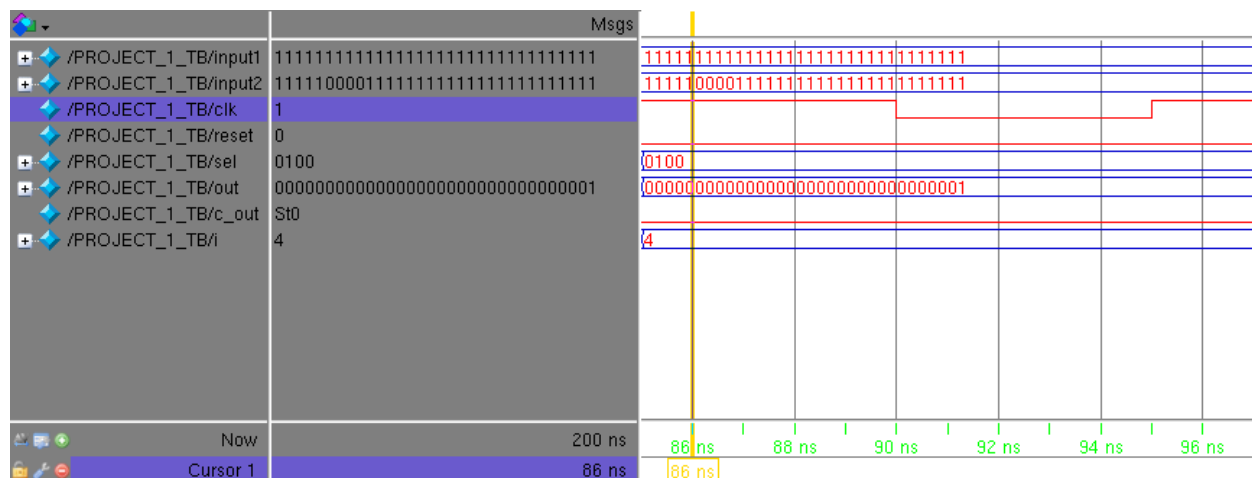 Msgs
/PROJECT_1_TB/input1 11111111111111111111111111111111 11111111111111111111111111111111
/PROJECT_1_TB/input2 11111000011111111111111111111111 11111000011111111111111111111111
/PROJECT_1_TB/clk 1
/PROJECT_1_TB/reset 0
/PROJECT_1_TB/sel 0100 0100
/PROJECT_1_TB/out 00000000000000000000000000000001 00000000000000000000000000000001
/PROJECT_1_TB/c_out St0
/PROJECT_1_TB/i 4 4
Now 200 ns 86 ns 88 ns 90 ns 92 ns 94 ns 96 ns
Cursor 1 86 ns 86 ns